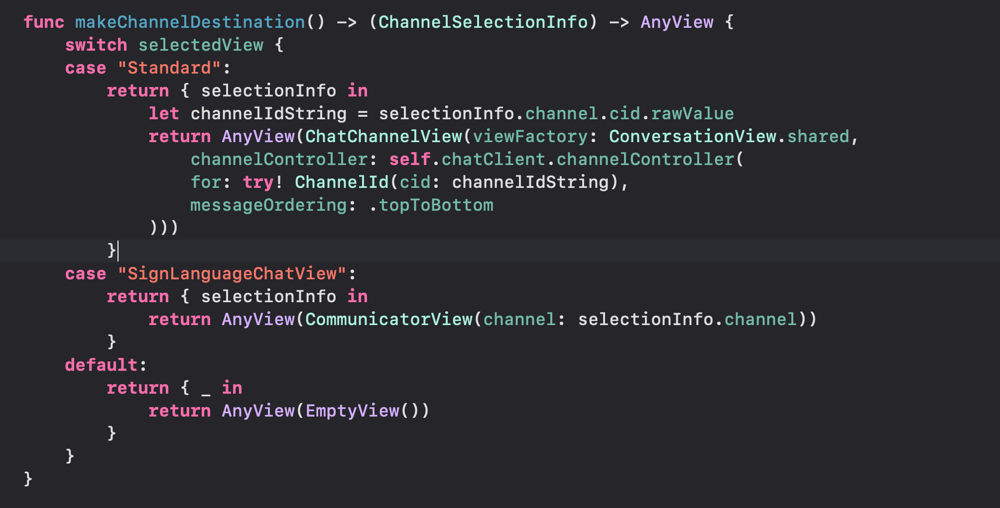 func makeChannelDestination() -> (ChannelSelectionInfo) -> AnyView {
    switch selectedView {
    case "Standard":
        return { selectionInfo in
            let channelIdString = selectionInfo.channel.cid.rawValue
            return AnyView(ChatChannelView(viewFactory: ConversationView.shared,
                channelController: self.chatClient.channelController(
                for: try! ChannelId(cid: channelIdString),
                messageOrdering: .topToBottom
            )))
        }
    case "SignLanguageChatView":
        return { selectionInfo in
            return AnyView(CommunicatorView(channel: selectionInfo.channel))
        }
    default:
        return { _ in
            return AnyView(EmptyView())
        }
    }
}